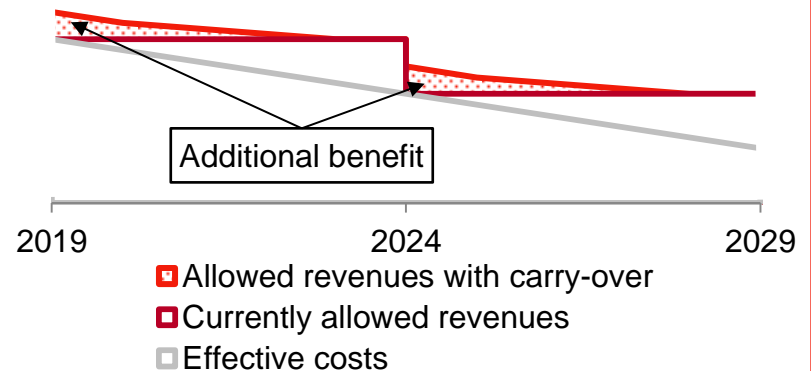 Additional benefit
2019 2024 2029
Allowed revenues with carry-over
Currently allowed revenues
Effective costs